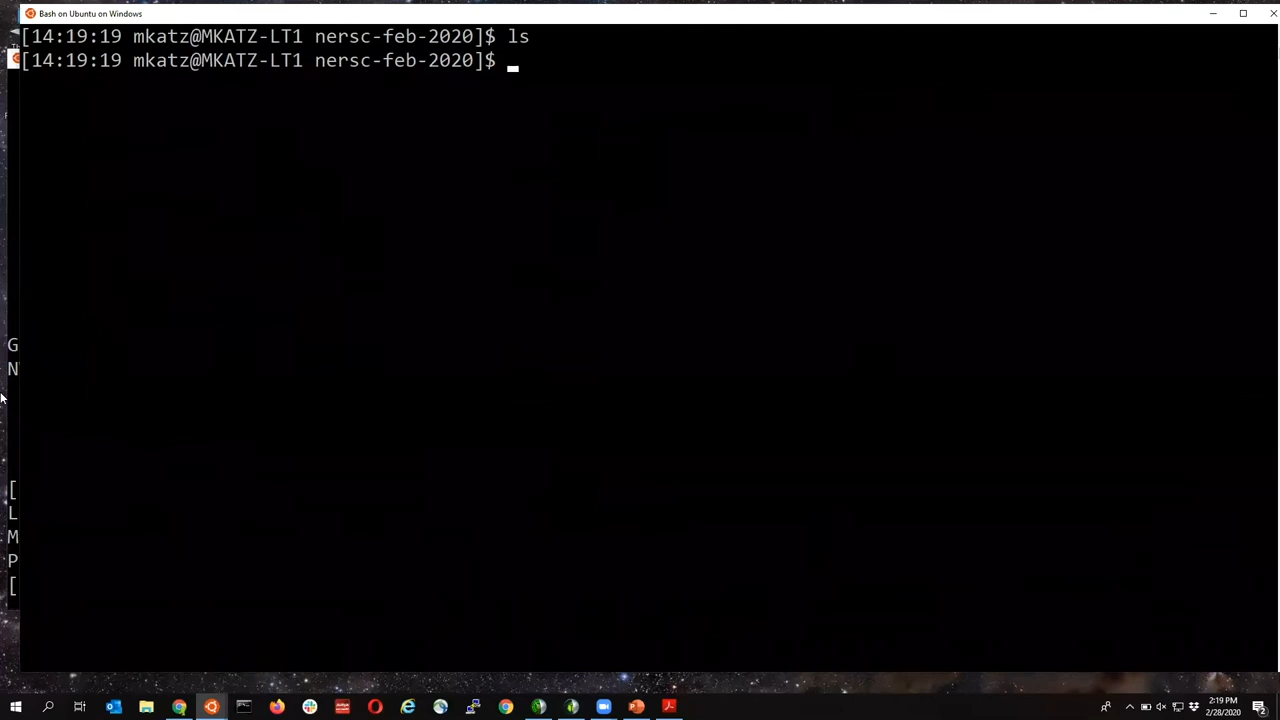 Bash on Ubuntu on Windows
[14:19:19 mkatz@MKATZ-LT1 nersc-feb-2020]$ ls
[14:19:19 mkatz@MKATZ-LT1 nersc-feb-2020]$
G
N
[
L
M
P
[
2:19 PM
2/28/2020
2